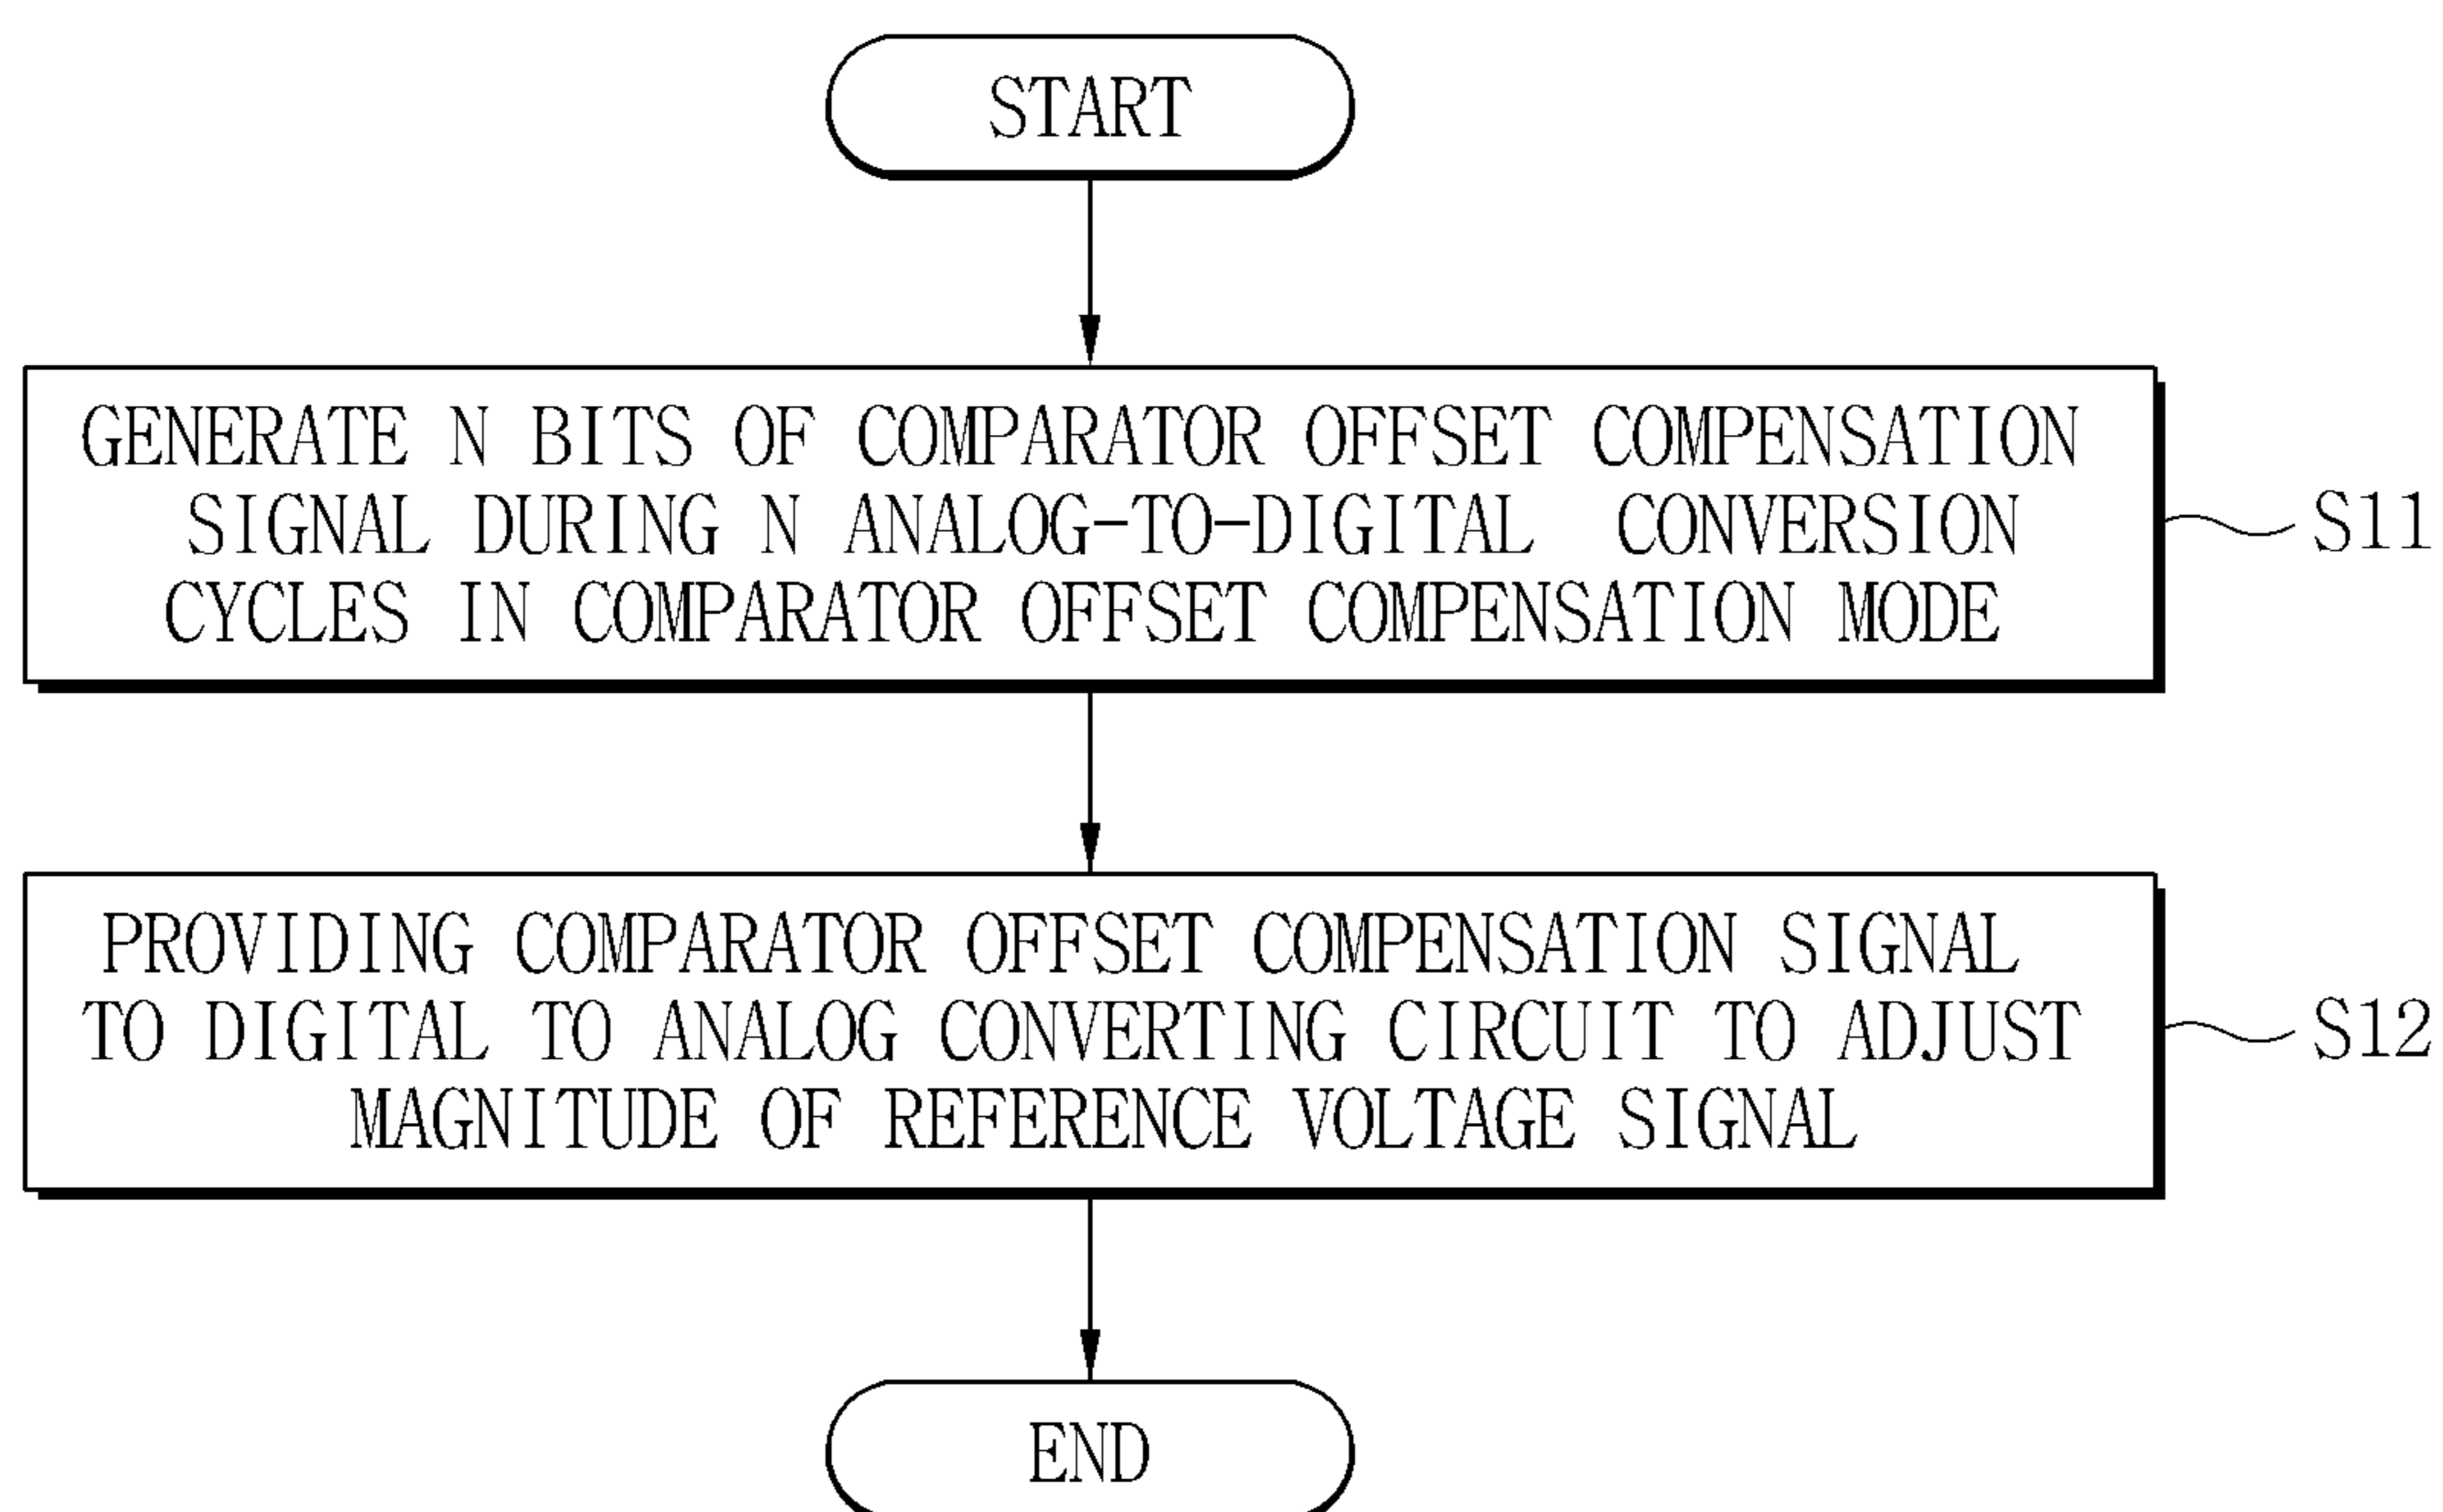 START
GENERATE N BITS OF COMPARATOR OFFSET COMPENSATION
SIGNAL DURING N ANALOG-TO-DIGITAL CONVERSION
CYCLES IN COMPARATOR OFFSET COMPENSATION MODE
S11
PROVIDING COMPARATOR OFFSET COMPENSATION SIGNAL
TO DIGITAL TO ANALOG CONVERTING CIRCUIT TO ADJUST
MAGNITUDE OF REFERENCE VOLTAGE SIGNAL
S12
END